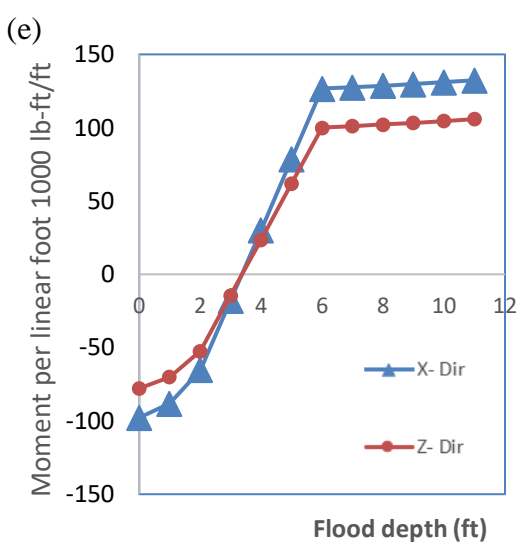 (e)
Moment per linear foot 1000 lb-ft/ft
150
100
50
0
-50
-100
-150
0 2 4 6 8 10 12
X- Dir
Z- Dir
Flood depth (ft)